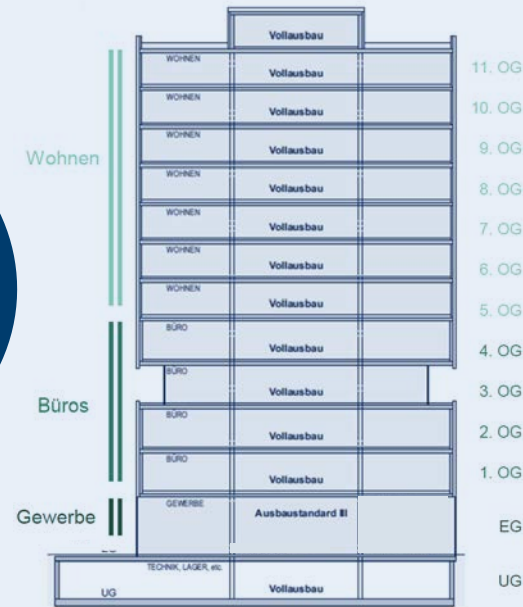 Vollausbau
WOHNEN
Vollausbau
11. OG
WOHNEN
Vollausbau
10. OG
WOHNEN
Vollausbau
9. OG
Wohnen
WOHNEN
Vollausbau
8. OG
WOHNEN
Vollausbau
7. OG
WOHNEN
Vollausbau
6. OG
WOHNEN
Vollausbau
5. OG
BÜRO
Vollausbau
4. OG
BÜRO
Vollausbau
3. OG
Büros
BÜRO
Vollausbau
2. OG
BÜRO
Vollausbau
1. OG
Gewerbe
GEWERBE
Ausbaustandard III
EG
TECHNIK, LAGER, etc.
UG
Vollausbau
UG